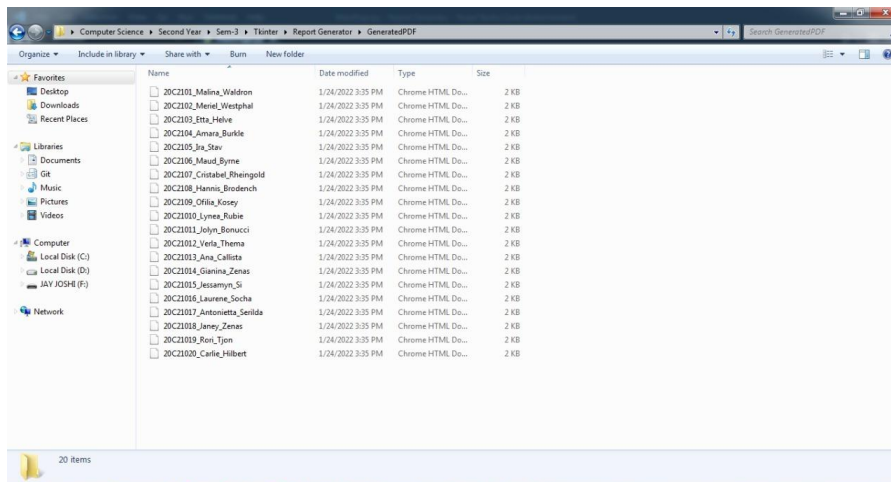 Computer Science Second Year Sem-3 Tkinter Report Generator GeneratedPDF Search GeneratedPDF
Organize Include in library Share with Burn New folder
Favorites
Desktop
Downloads
Recent Places
Libraries
Documents
Git
Music
Pictures
Videos
Computer
Local Disk (C:)
Local Disk (D:)
JAY JOSHI (F:)
Network
Name Date modified Type Size
20C2101_Malina_Waldron 1/24/2022 3:35 PM Chrome HTML Do... 2 KB
20C2102_Meriel_Westphal 1/24/2022 3:35 PM Chrome HTML Do... 2 KB
20C2103_Etta_Helve 1/24/2022 3:35 PM Chrome HTML Do... 2 KB
20C2104_Amara_Burkle 1/24/2022 3:35 PM Chrome HTML Do... 2 KB
20C2105_Ira_Stav 1/24/2022 3:35 PM Chrome HTML Do... 2 KB
20C2106_Maud_Byrne 1/24/2022 3:35 PM Chrome HTML Do... 2 KB
20C2107_Cristabel_Rheingold 1/24/2022 3:35 PM Chrome HTML Do... 2 KB
20C2108_Hannis_Brodench 1/24/2022 3:35 PM Chrome HTML Do... 2 KB
20C2109_Ofilia_Kosey 1/24/2022 3:35 PM Chrome HTML Do... 2 KB
20C21010_Lynea_Rubie 1/24/2022 3:35 PM Chrome HTML Do... 2 KB
20C21011_Jolyn_Bonucci 1/24/2022 3:35 PM Chrome HTML Do... 2 KB
20C21012_Verla_Thema 1/24/2022 3:35 PM Chrome HTML Do... 2 KB
20C21013_Ana_Callista 1/24/2022 3:35 PM Chrome HTML Do... 2 KB
20C21014_Gianina_Zenas 1/24/2022 3:35 PM Chrome HTML Do... 2 KB
20C21015_Jessamyn_Si 1/24/2022 3:35 PM Chrome HTML Do... 2 KB
20C21016_Laurene_Socha 1/24/2022 3:35 PM Chrome HTML Do... 2 KB
20C21017_Antonietta_Serilda 1/24/2022 3:35 PM Chrome HTML Do... 2 KB
20C21018_Janey_Zenas 1/24/2022 3:35 PM Chrome HTML Do... 2 KB
20C21019_Rori_Tjon 1/24/2022 3:35 PM Chrome HTML Do... 2 KB
20C21020_Carlie_Hilbert 1/24/2022 3:35 PM Chrome HTML Do... 2 KB
20 items